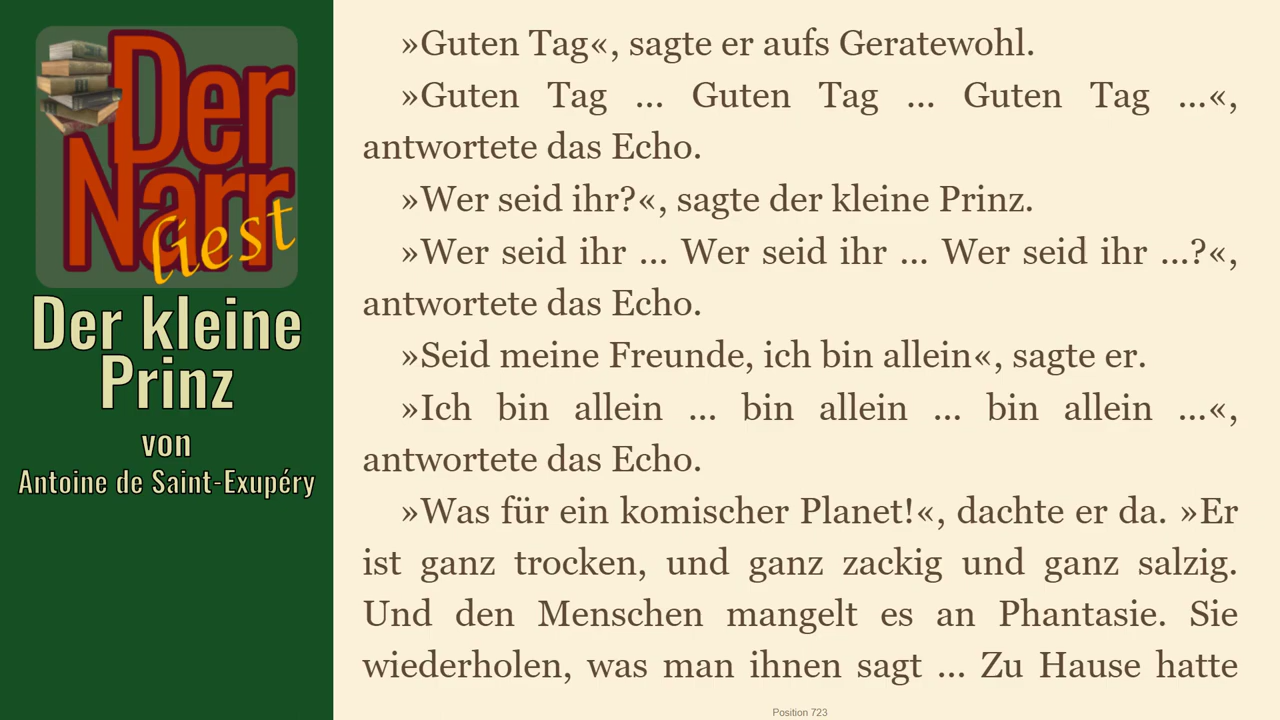 Der
Narr
liest
Der kleine
Prinz
von
Antoine de Saint-Exupéry
»Guten Tag«, sagte er aufs Geratewohl.
»Guten Tag ... Guten Tag ... Guten Tag ...«,
antwortete das Echo.
»Wer seid ihr?«, sagte der kleine Prinz.
»Wer seid ihr ... Wer seid ihr ... Wer seid ihr ...?«,
antwortete das Echo.
»Seid meine Freunde, ich bin allein«, sagte er.
»Ich bin allein ... bin allein ... bin allein ...«,
antwortete das Echo.
»Was für ein komischer Planet!«, dachte er da. »Er
ist ganz trocken, und ganz zackig und ganz salzig.
Und den Menschen mangelt es an Phantasie. Sie
wiederholen, was man ihnen sagt ... Zu Hause hatte
Position 723